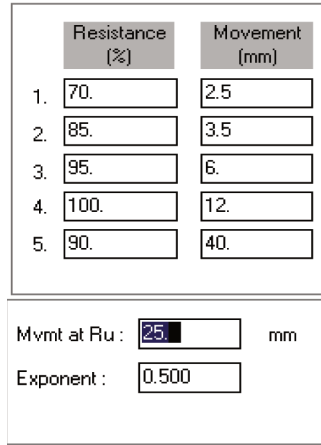 Resistance Movement
(%) (mm)
1. 70. 2.5
2. 85. 3.5
3. 95. 6.
4. 100. 12.
5. 90. 40.
Mvmt at Ru : 25. mm
Exponent : 0.500